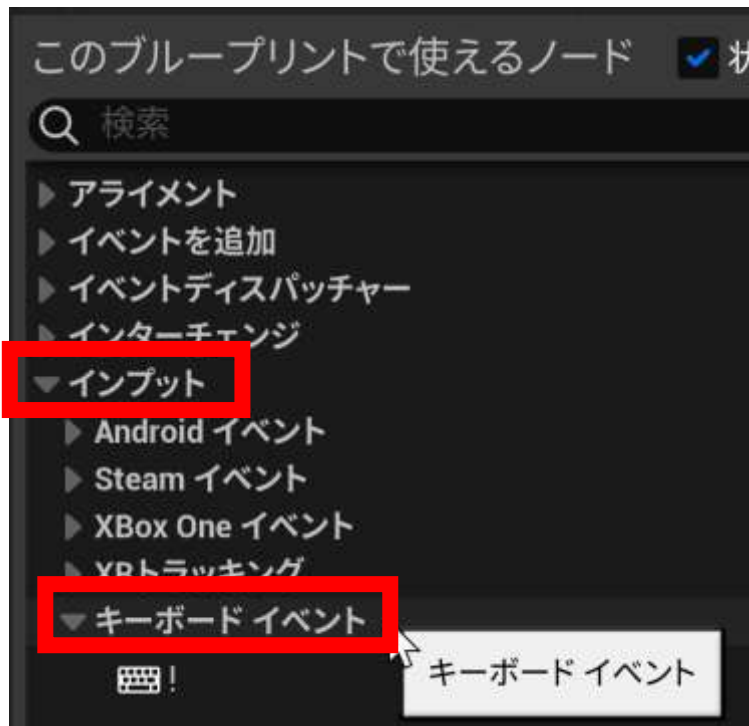 このブループリントで使えるノード 状
検索
アライメント
イベントを追加
イベントディスパッチャー
インターチェンジ
インプット
Android イベント
Steam イベント
XBox One イベント
XRトラッキング
キーボード イベント
!
キーボード イベント